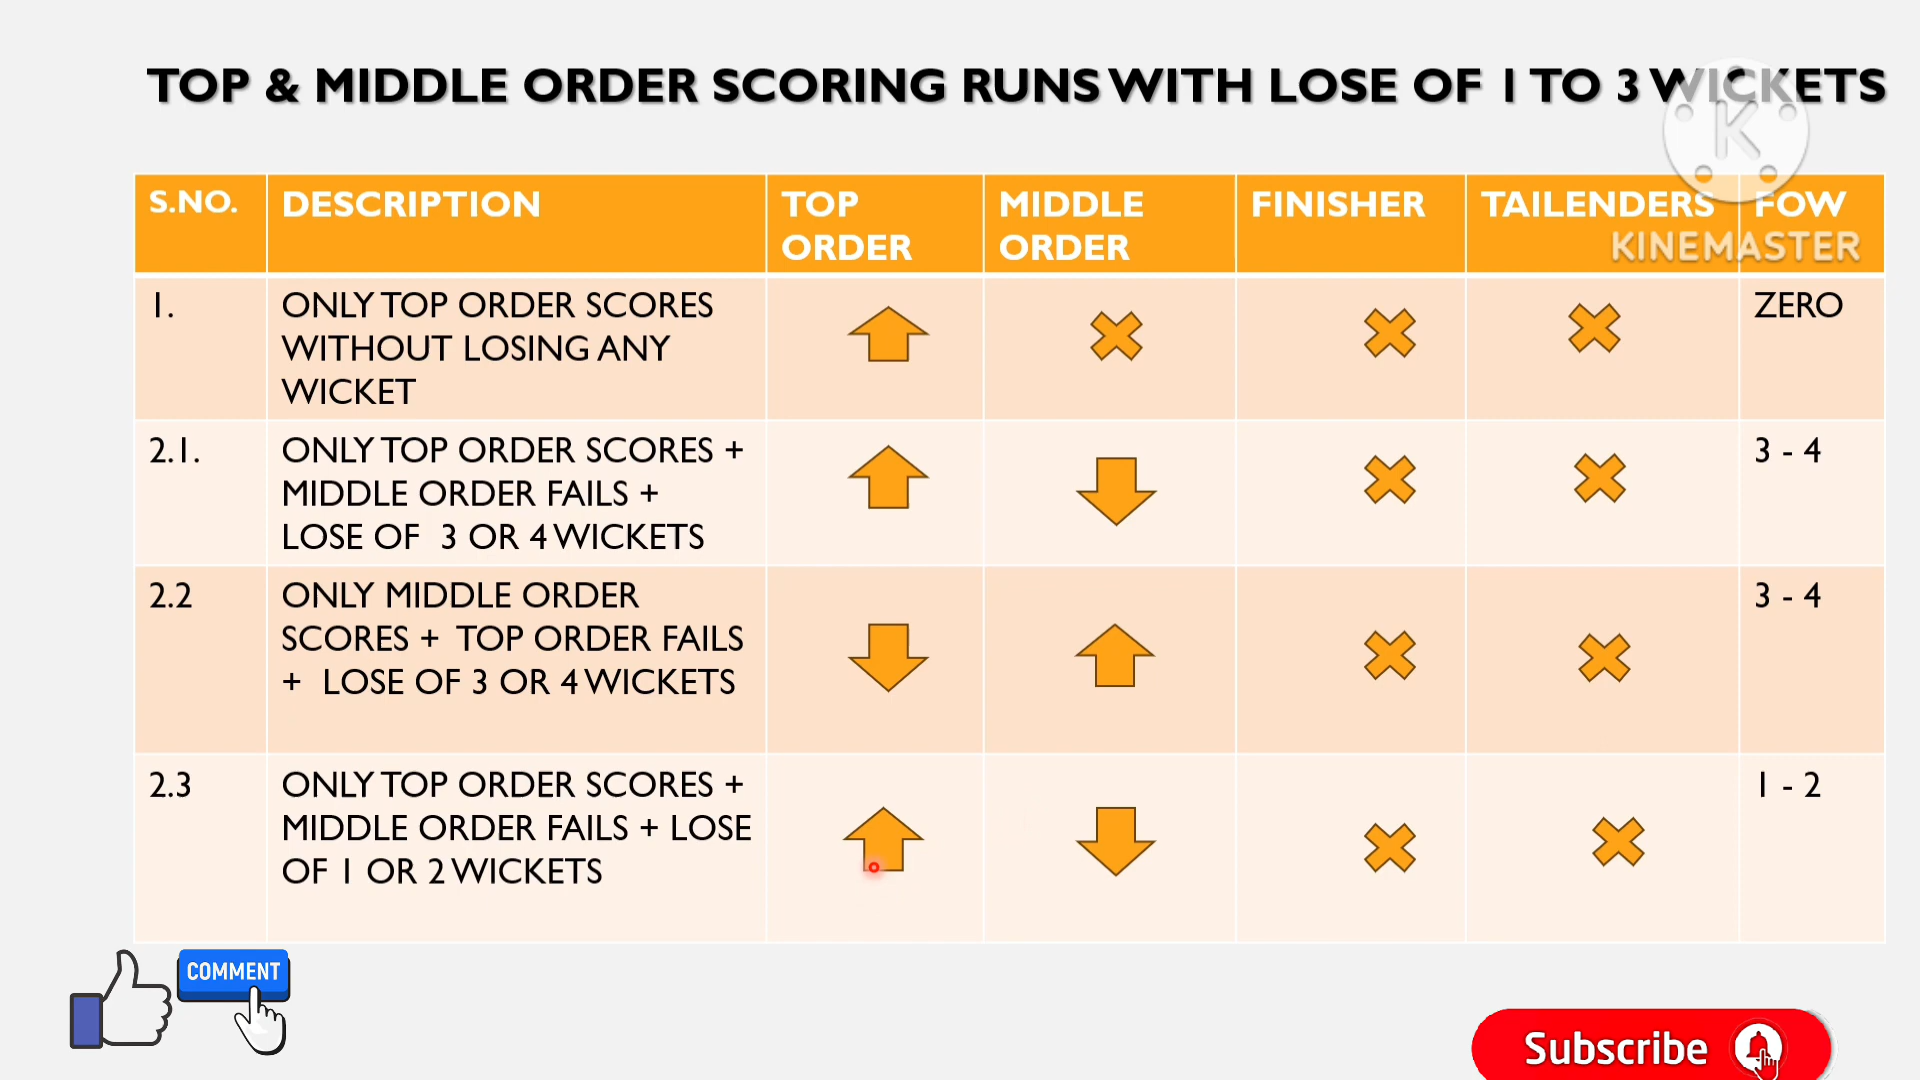 TOP & MIDDLE ORDER SCORING RUNS WITH LOSE OF 1 TO 3 WICKETS
K
KINEMASTER
S.NO.
DESCRIPTION
TOP
ORDER
MIDDLE
ORDER
FINISHER
TAILENDERS
FOW
1.
ONLY TOP ORDER SCORES
WITHOUT LOSING ANY
WICKET
ZERO
2.1.
ONLY TOP ORDER SCORES +
MIDDLE ORDER FAILS +
LOSE OF 3 OR 4 WICKETS
3 - 4
2.2
ONLY MIDDLE ORDER
SCORES + TOP ORDER FAILS
+ LOSE OF 3 OR 4 WICKETS
3 - 4
2.3
ONLY TOP ORDER SCORES +
MIDDLE ORDER FAILS + LOSE
OF 1 OR 2 WICKETS
1 - 2
COMMENT
Subscribe